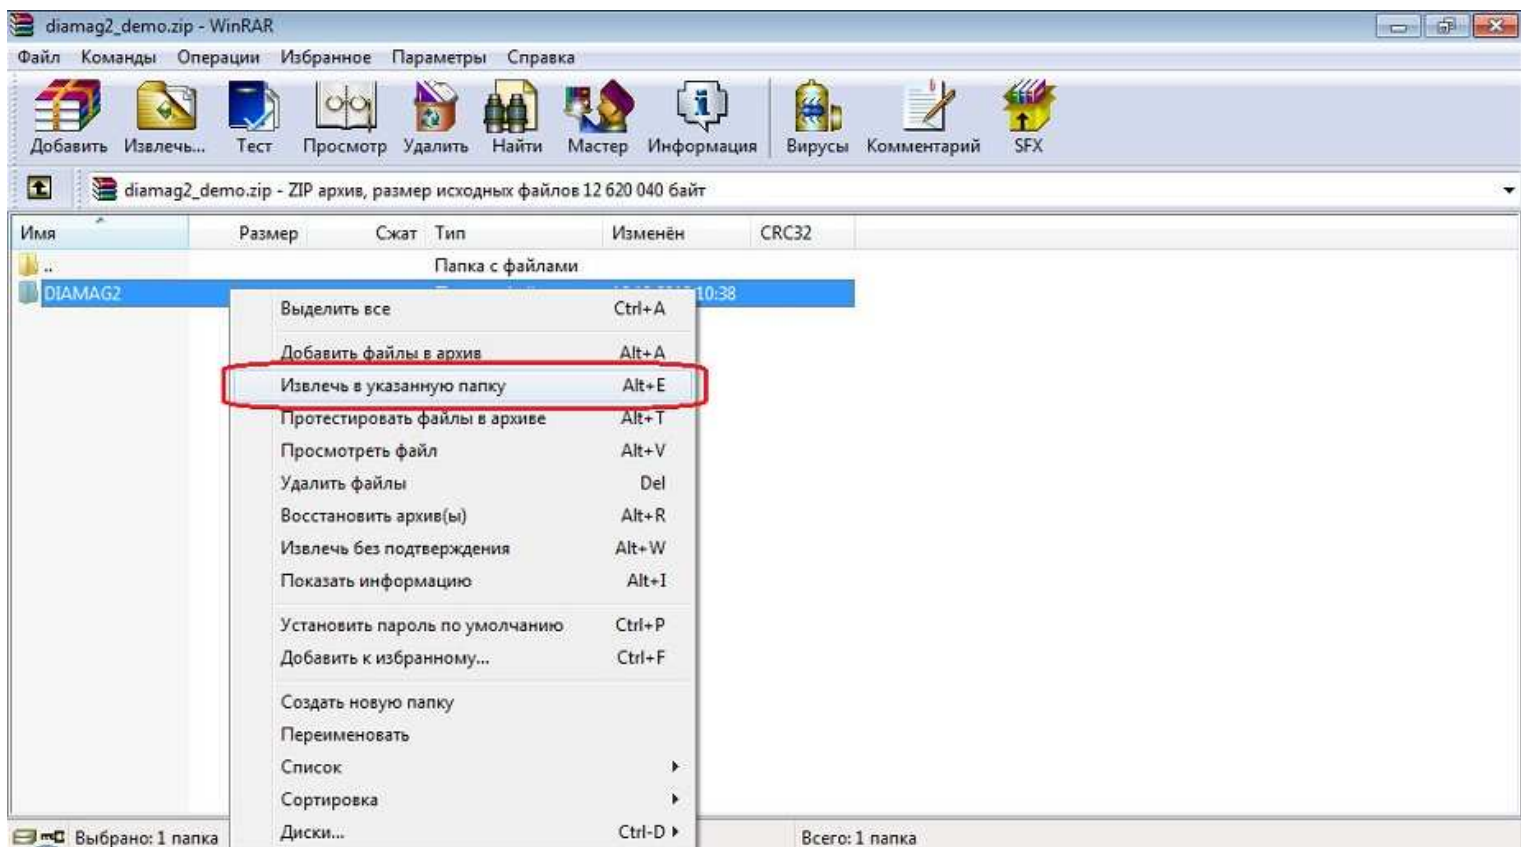 diamag2_demo.zip - WinRAR
Файл Команды Операции Избранное Параметры Справка
Добавить Извлечь... Тест Просмотр Удалить Найти Мастер Информация Вирусы Комментарий SFX
diamag2_demo.zip - ZIP архив, размер исходных файлов 12 620 040 байт
Имя Размер Сжат Тип Изменён CRC32
.. Папка с файлами
DIAMAG2 10:38
Выделить все Ctrl+A
Добавить файлы в архив Alt+A
Извлечь в указанную папку Alt+E
Протестировать файлы в архиве Alt+T
Просмотреть файл Alt+V
Удалить файлы Del
Восстановить архив(ы) Alt+R
Извлечь без подтверждения Alt+W
Показать информацию Alt+I
Установить пароль по умолчанию Ctrl+P
Добавить к избранному... Ctrl+F
Создать новую папку
Переименовать
Список
Сортировка
Диски... Ctrl-D
Выбрано: 1 папка Всего: 1 папка